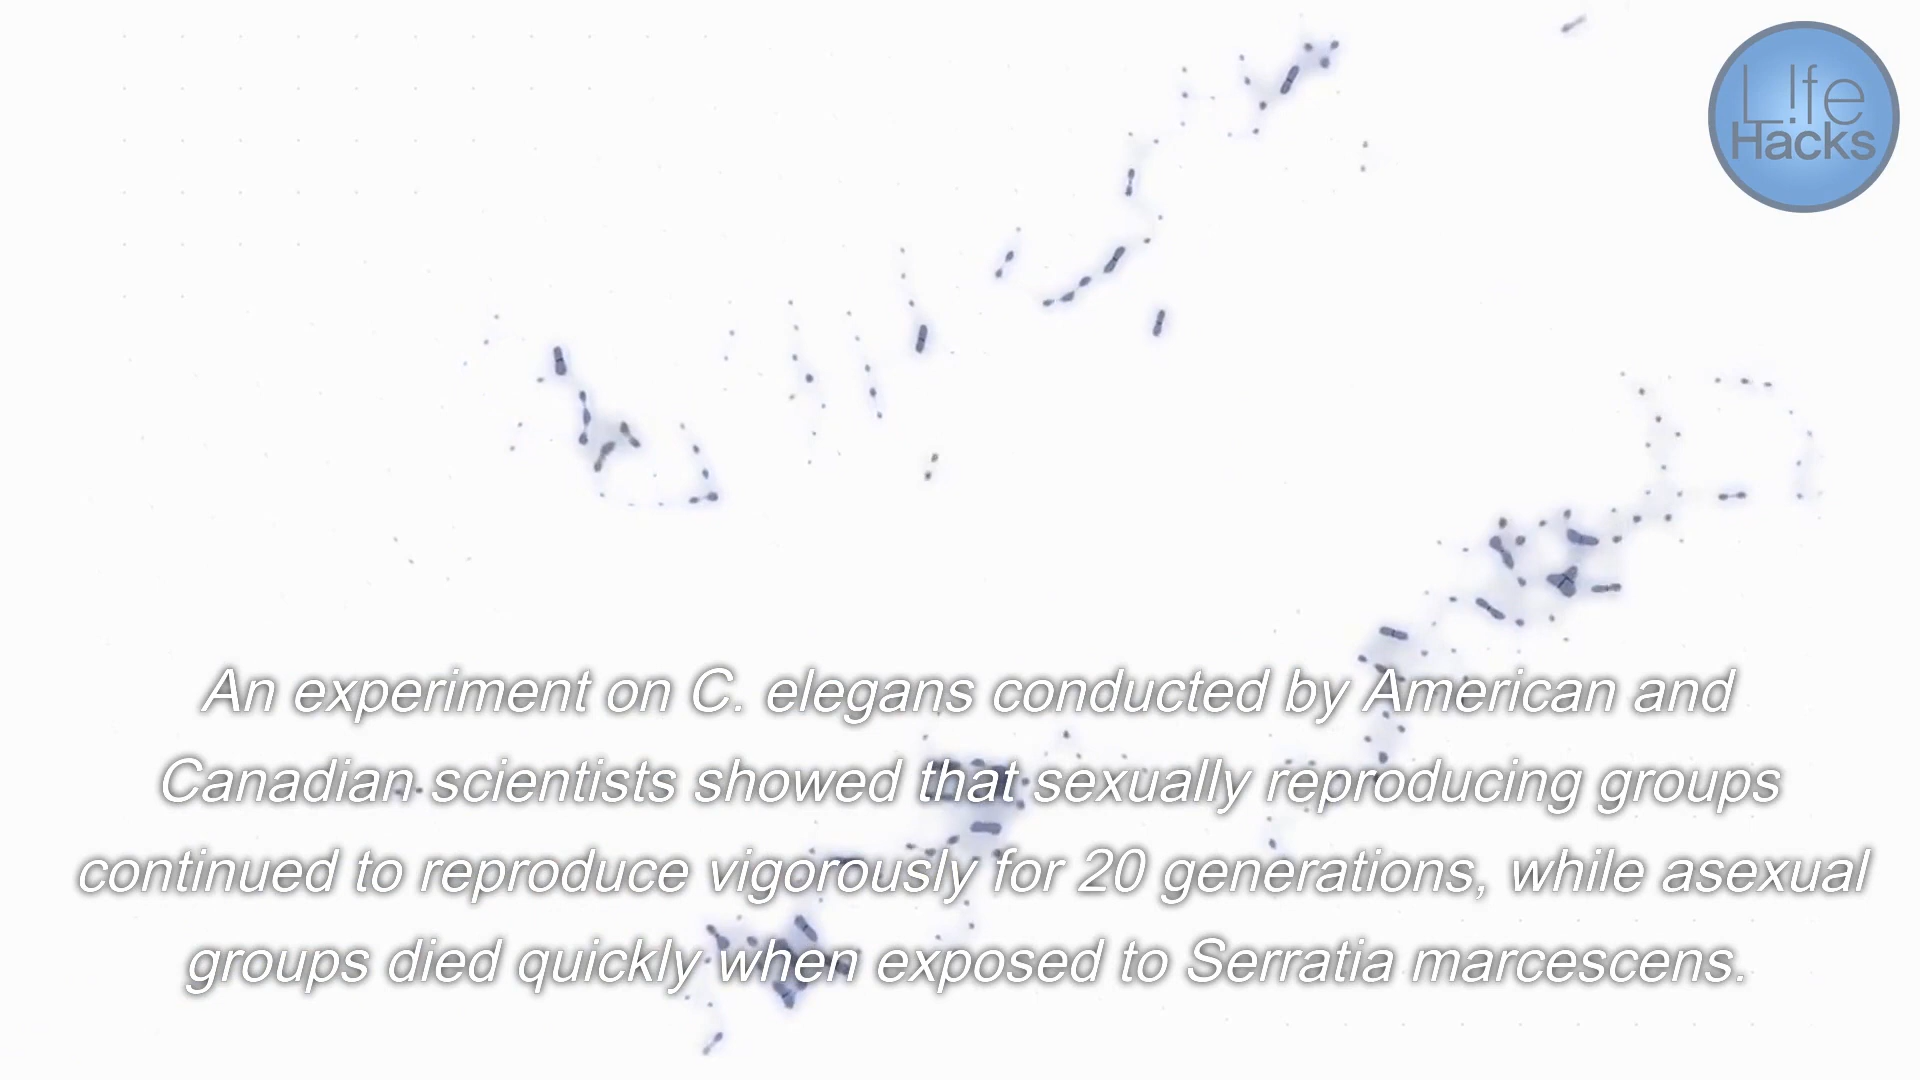 L!fe
Hacks
An experiment on C. elegans conducted by American and
Canadian scientists showed that sexually reproducing groups
continued to reproduce vigorously for 20 generations, while asexual
groups died quickly when exposed to Serratia marcescens.